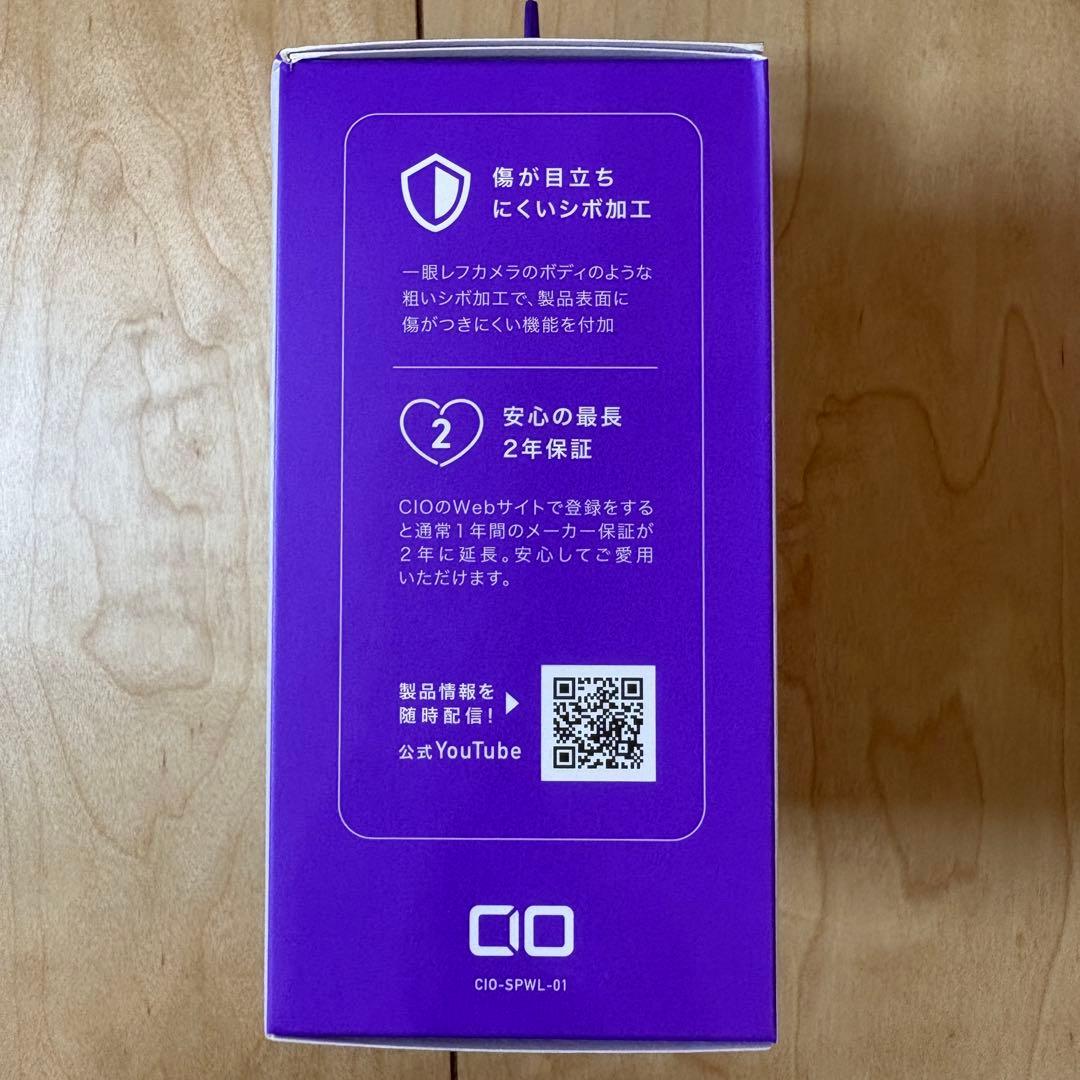 傷が目立ち
にくいシボ加工
一眼レフカメラのボディのような
粗いシボ加工で、製品表面に
傷がつきにくい機能を付加
2
安心の最長
2年保証
CIOのWebサイトで登録をする
と通常1年間のメーカー保証が
2年に延長。安心してご愛用
いただけます。
製品情報を
随時配信!
公式YouTube
CIO
CIO-SPWL-01